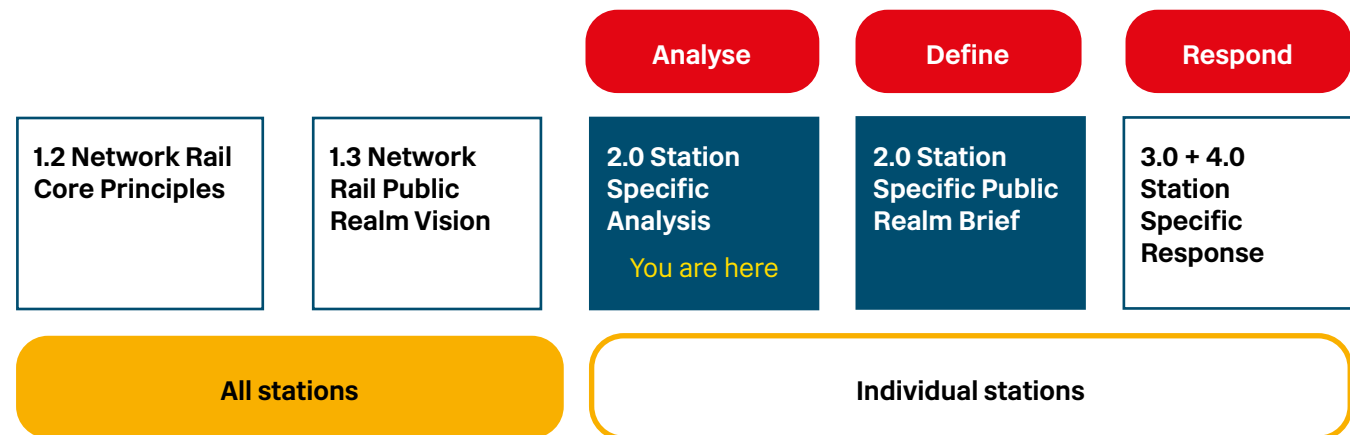 Analyse
Define
Respond
1.2 Network Rail
Core Principles
1.3 Network
Rail Public
Realm Vision
2.0 Station
Specific
Analysis
You are here
2.0 Station
Specific Public
Realm Brief
3.0 + 4.0
Station
Specific
Response
All stations
Individual stations